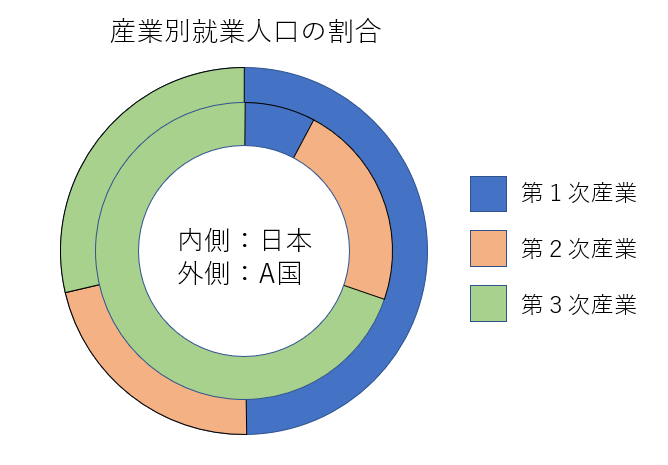 産業別就業人口の割合
内側：日本
外側：A国
第１次産業
第２次産業
第３次産業